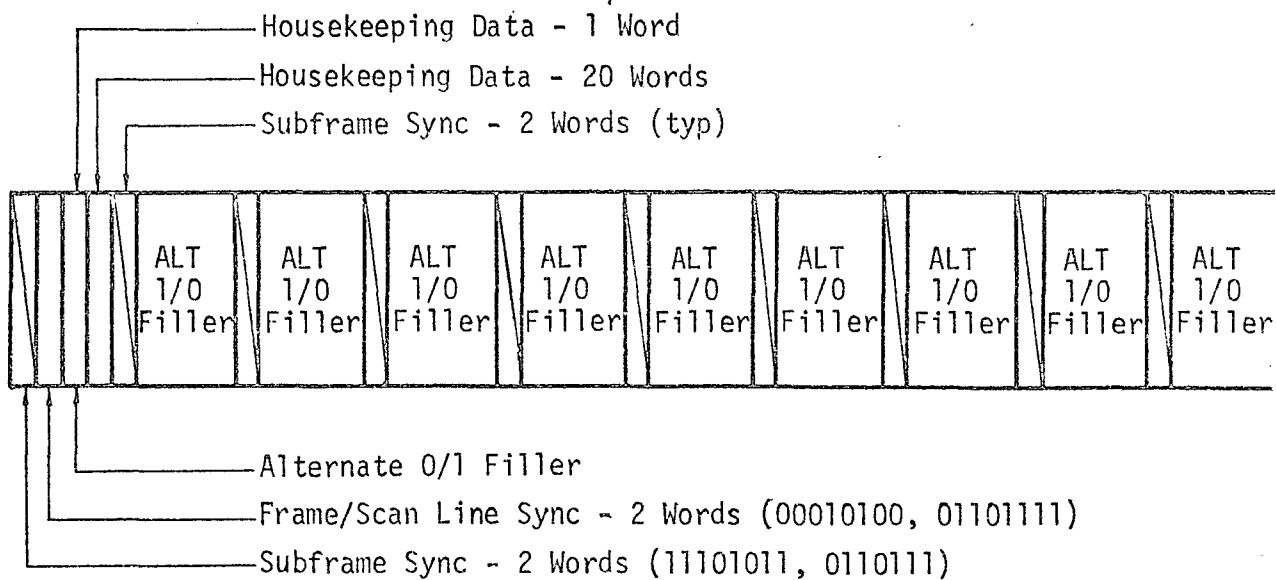 Housekeeping Data - 1 Word
Housekeeping Data - 20 Words
Subframe Sync - 2 Words (typ)
ALT ALT ALT ALT ALT ALT ALT ALT ALT
1/0 1/0 1/0 1/0 1/0 1/0 1/0 1/0 1/0
Filler Filler Filler Filler Filler Filler Filler Filler Filler
Alternate 0/1 Filler
Frame/Scan Line Sync - 2 Words (00010100, 01101111)
Subframe Sync - 2 Words (11101011, 0110111)